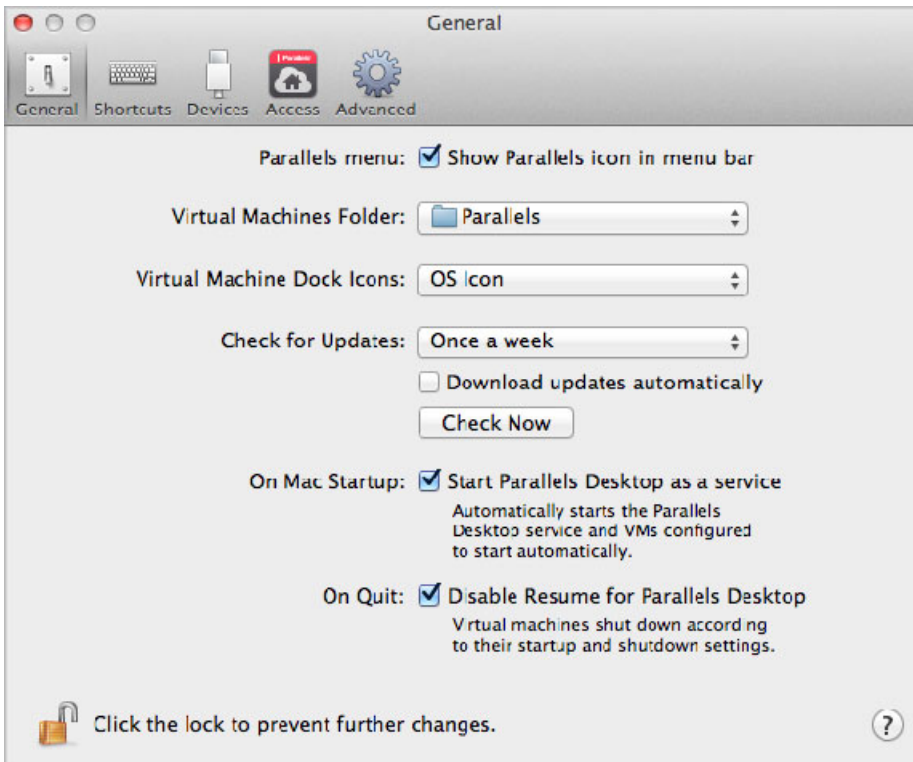 General
General Shortcuts Devices Access Advanced
Parallels menu: Show Parallels icon in menu bar
Virtual Machines Folder: Parallels
Virtual Machine Dock Icons: OS Icon
Check for Updates: Once a week
Download updates automatically
Check Now
On Mac Startup: Start Parallels Desktop as a service
Automatically starts the Parallels
Desktop service and VMs configured
to start automatically.
On Quit: Disable Resume for Parallels Desktop
Virtual machines shut down according
to their startup and shutdown settings.
Click the lock to prevent further changes.
?